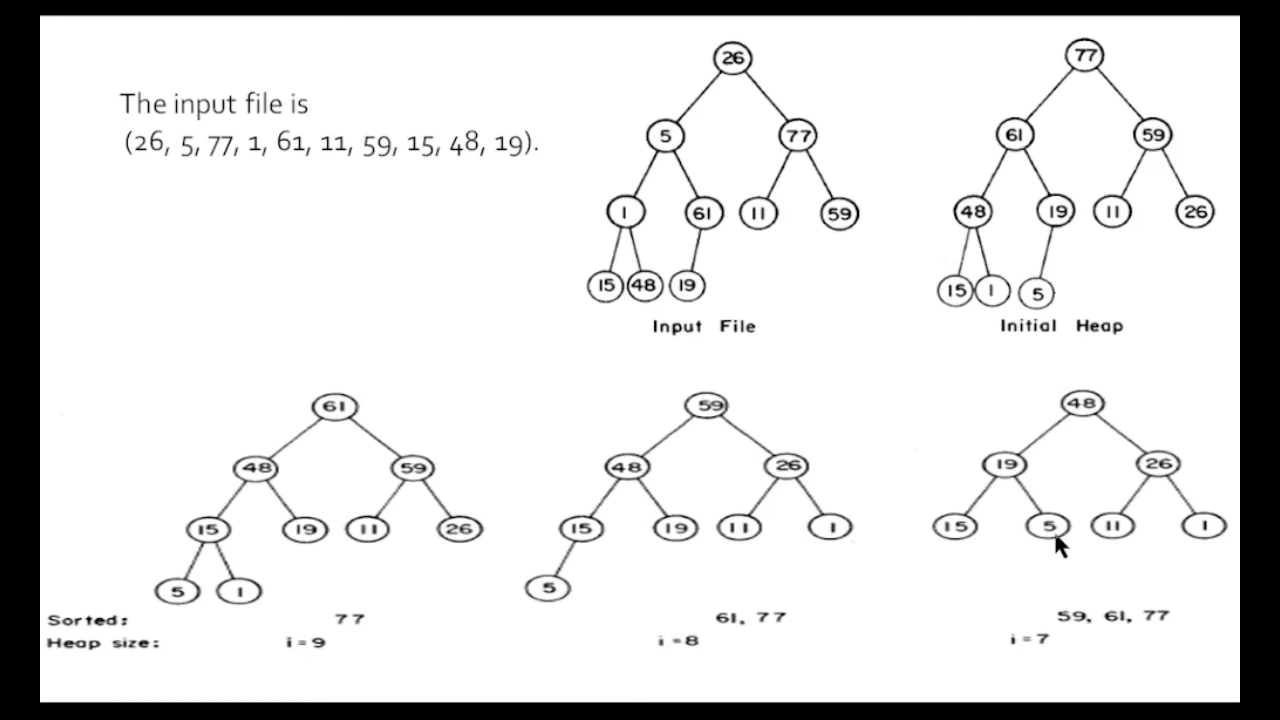 The input file is
(26, 5, 77, 1, 61, 11, 59, 15, 48, 19).
26
5 77
1 61 11 59
15 48 19
Input File
77
61 59
48 19 11 26
15 1 5
Initial Heap
61
48 59
15 19 11 26
5 1
59
48 26
15 19 11 1
5
48
19 26
15 5 11 1
Sorted: 77
Heap size: i = 9
61, 77
i = 8
59, 61, 77
i = 7